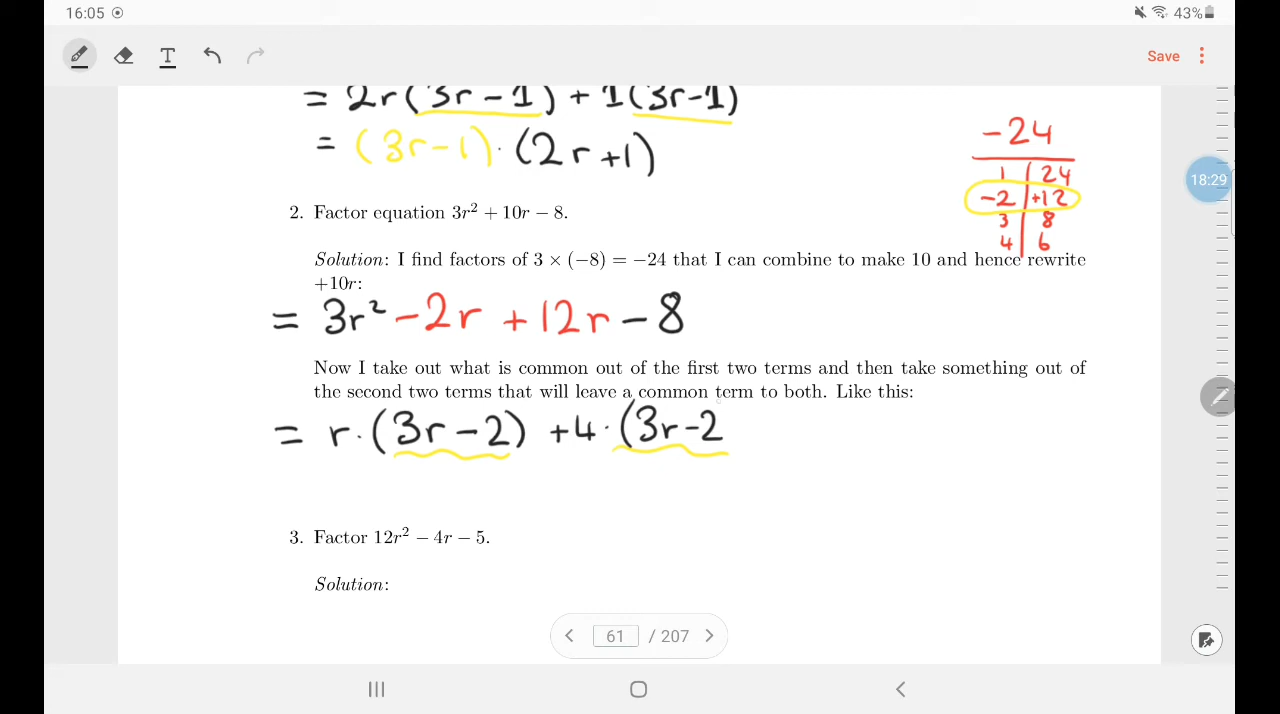 16:05
43%
T
Save
= 2r(3r-1) + 1(3r-1)
= (3r-1)·(2r+1)
-24
1 | 24
-2 | +12
3 | 8
4 | 6
18:29
2. Factor equation 3r² + 10r − 8.
Solution: I find factors of 3 × (−8) = −24 that I can combine to make 10 and hence rewrite
+10r:
= 3r² -2r +12r -8
Now I take out what is common out of the first two terms and then take something out of
the second two terms that will leave a common term to both. Like this:
= r·(3r-2) +4·(3r-2
3. Factor 12r² − 4r − 5.
Solution:
61 / 207